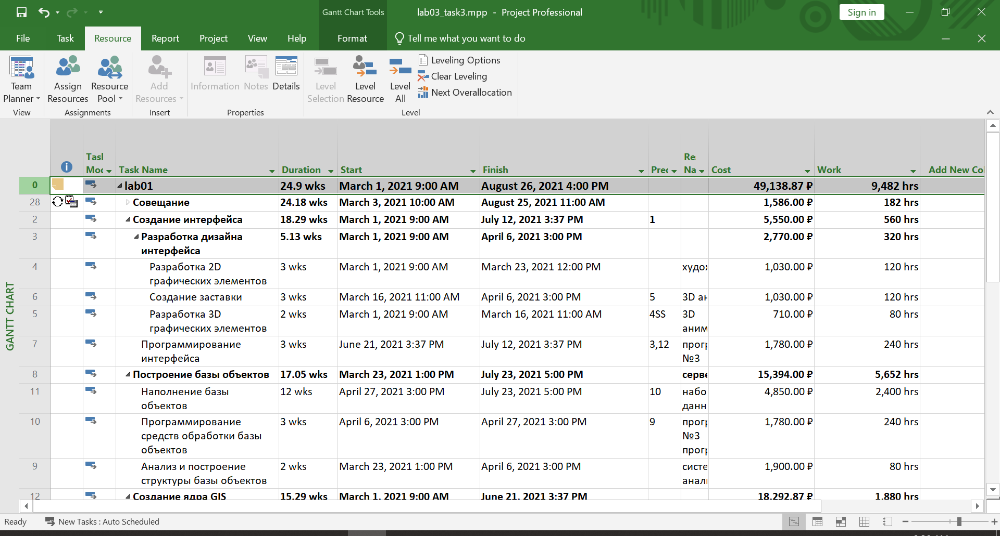 Gantt Chart Tools
lab03_task3.mpp - Project Professional
Sign in
File Task Resource Report Project View Help Format Tell me what you want to do
Team Planner
Assign Resources
Resource Pool
Add Resources
Information
Notes
Details
Level Selection
Level Resource
Level All
Leveling Options
Clear Leveling
Next Overallocation
View Assignments Insert Properties Level
Task Name Duration Start Finish Cost Work Add New
0 lab01 24.9 wks March 1, 2021 9:00 AM August 26, 2021 4:00 PM 49,138.87 ₽ 9,482 hrs
28 Совещание 24.18 wks March 3, 2021 10:00 AM August 25, 2021 11:00 AM 1,586.00 ₽ 182 hrs
2 Создание интерфейса 18.29 wks March 1, 2021 9:00 AM July 12, 2021 3:37 PM 1 5,550.00 ₽ 560 hrs
3 Разработка дизайна 5.13 wks March 1, 2021 9:00 AM April 6, 2021 3:00 PM 2,770.00 ₽ 320 hrs
интерфейса
4 Разработка 2D 3 wks March 1, 2021 9:00 AM March 23, 2021 12:00 PM 1,030.00 ₽ 120 hrs
графических элементов
6 Создание заставки 3 wks March 16, 2021 11:00 AM April 6, 2021 3:00 PM 5 3D 1,030.00 ₽ 120 hrs
5 Разработка 3D 2 wks March 1, 2021 9:00 AM March 16, 2021 11:00 AM 4SS 3D 710.00 ₽ 80 hrs
графических элементов аним
7 Программирование 3 wks June 21, 2021 3:37 PM July 12, 2021 3:37 PM 3,12 1,780.00 ₽ 240 hrs
интерфейса №3
8 Построение базы объектов 17.05 wks March 23, 2021 1:00 PM July 23, 2021 5:00 PM серве 15,394.00 ₽ 5,652 hrs
11 Наполнение базы 12 wks April 27, 2021 3:00 PM July 23, 2021 5:00 PM 10 набо 4,850.00 ₽ 2,400 hrs
объектов данн
10 Программирование 3 wks April 6, 2021 3:00 PM April 27, 2021 3:00 PM 9 1,780.00 ₽ 240 hrs
средств обработки базы №3
объектов
9 Анализ и построение 2 wks March 23, 2021 1:00 PM April 6, 2021 3:00 PM систе 1,900.00 ₽ 80 hrs
структуры базы объектов
12 Создание ядра GIS 15.29 wks March 1, 2021 9:00 AM June 21, 2021 3:37 PM 18,292.87 ₽ 1,880 hrs
GANTT CHART
Ready New Tasks : Auto Scheduled